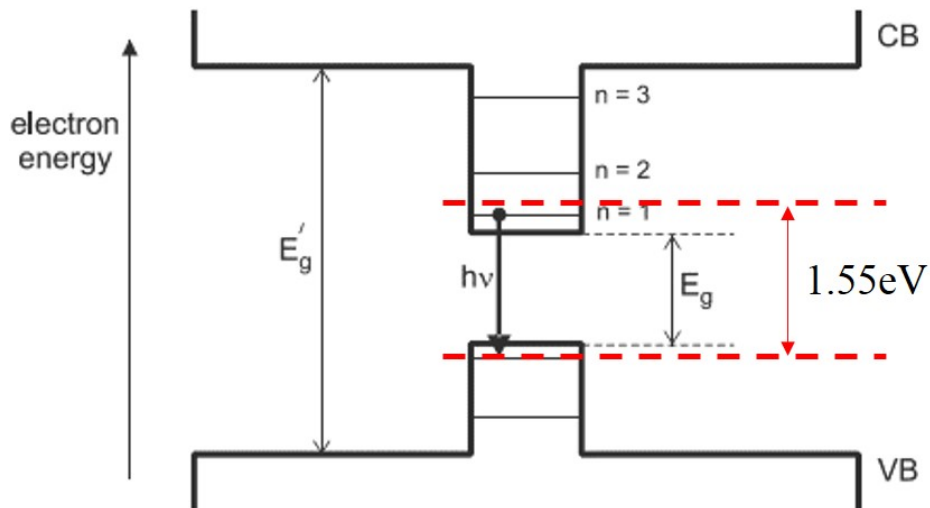 CB
n = 3
electron
energy
n = 2
n = 1
E′g
hν
Eg
1.55eV
VB